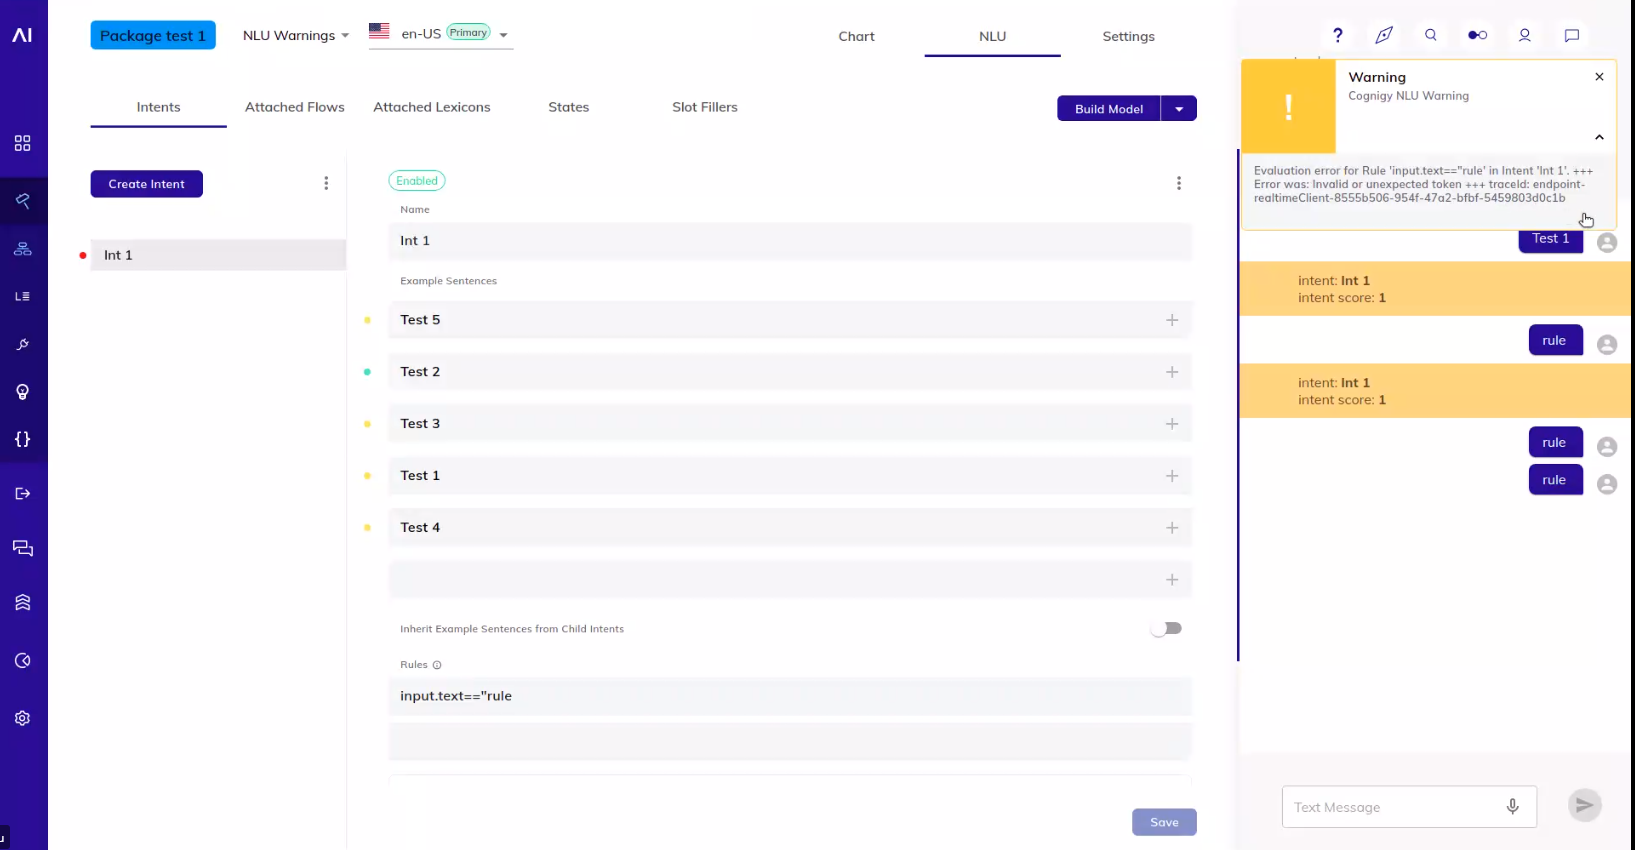 AI
Package test 1
NLU Warnings
en-US
Primary
Chart
NLU
Settings
?
Intents
Attached Flows
Attached Lexicons
States
Slot Fillers
Build Model
!
Warning
Cognigy NLU Warning
Evaluation error for Rule 'input.text=="rule' in Intent 'Int 1'. +++
Error was: Invalid or unexpected token +++ traceId: endpoint-
realtimeClient-8555b506-954f-47a2-bfbf-5459803d0c1b
Create Intent
Int 1
Enabled
Name
Int 1
Example Sentences
Test 5
Test 2
Test 3
Test 1
Test 4
Inherit Example Sentences from Child Intents
Rules
input.text=="rule
Save
Test 1
intent: Int 1
intent score: 1
rule
intent: Int 1
intent score: 1
rule
rule
Text Message